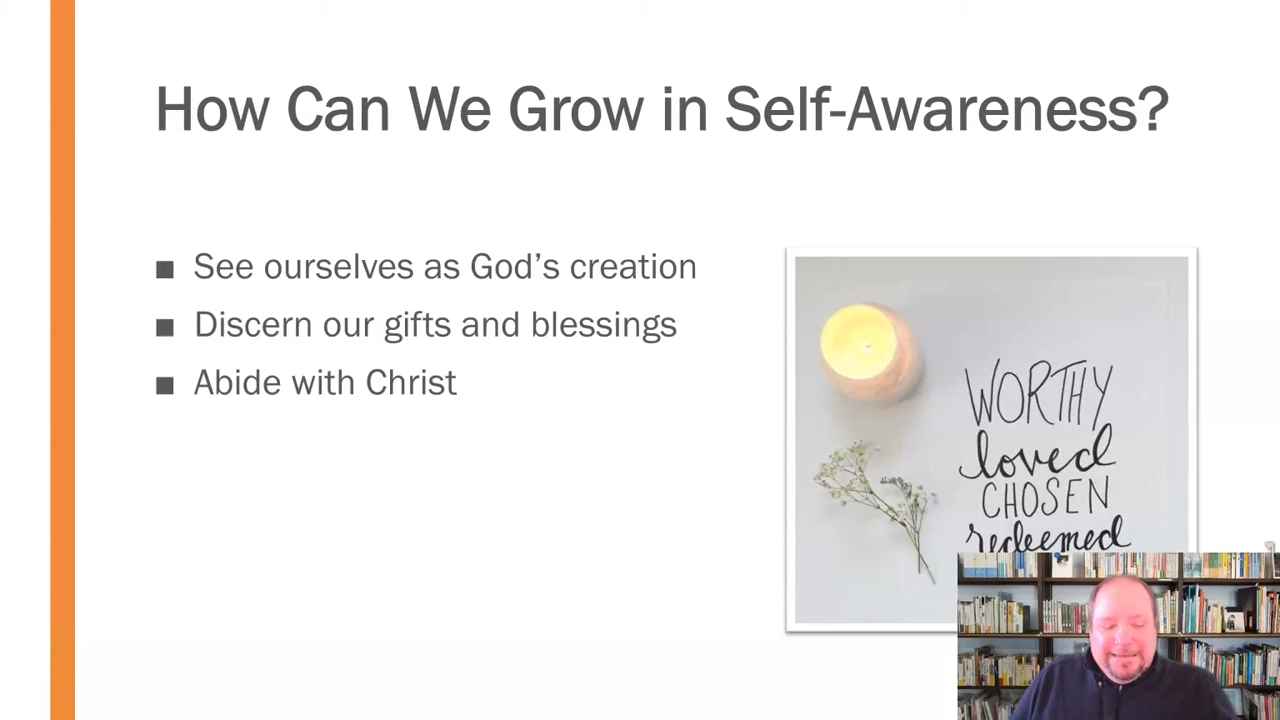 How Can We Grow in Self-Awareness?
■ See ourselves as God’s creation
■ Discern our gifts and blessings
■ Abide with Christ
WORTHY
loved
CHOSEN
redeemed